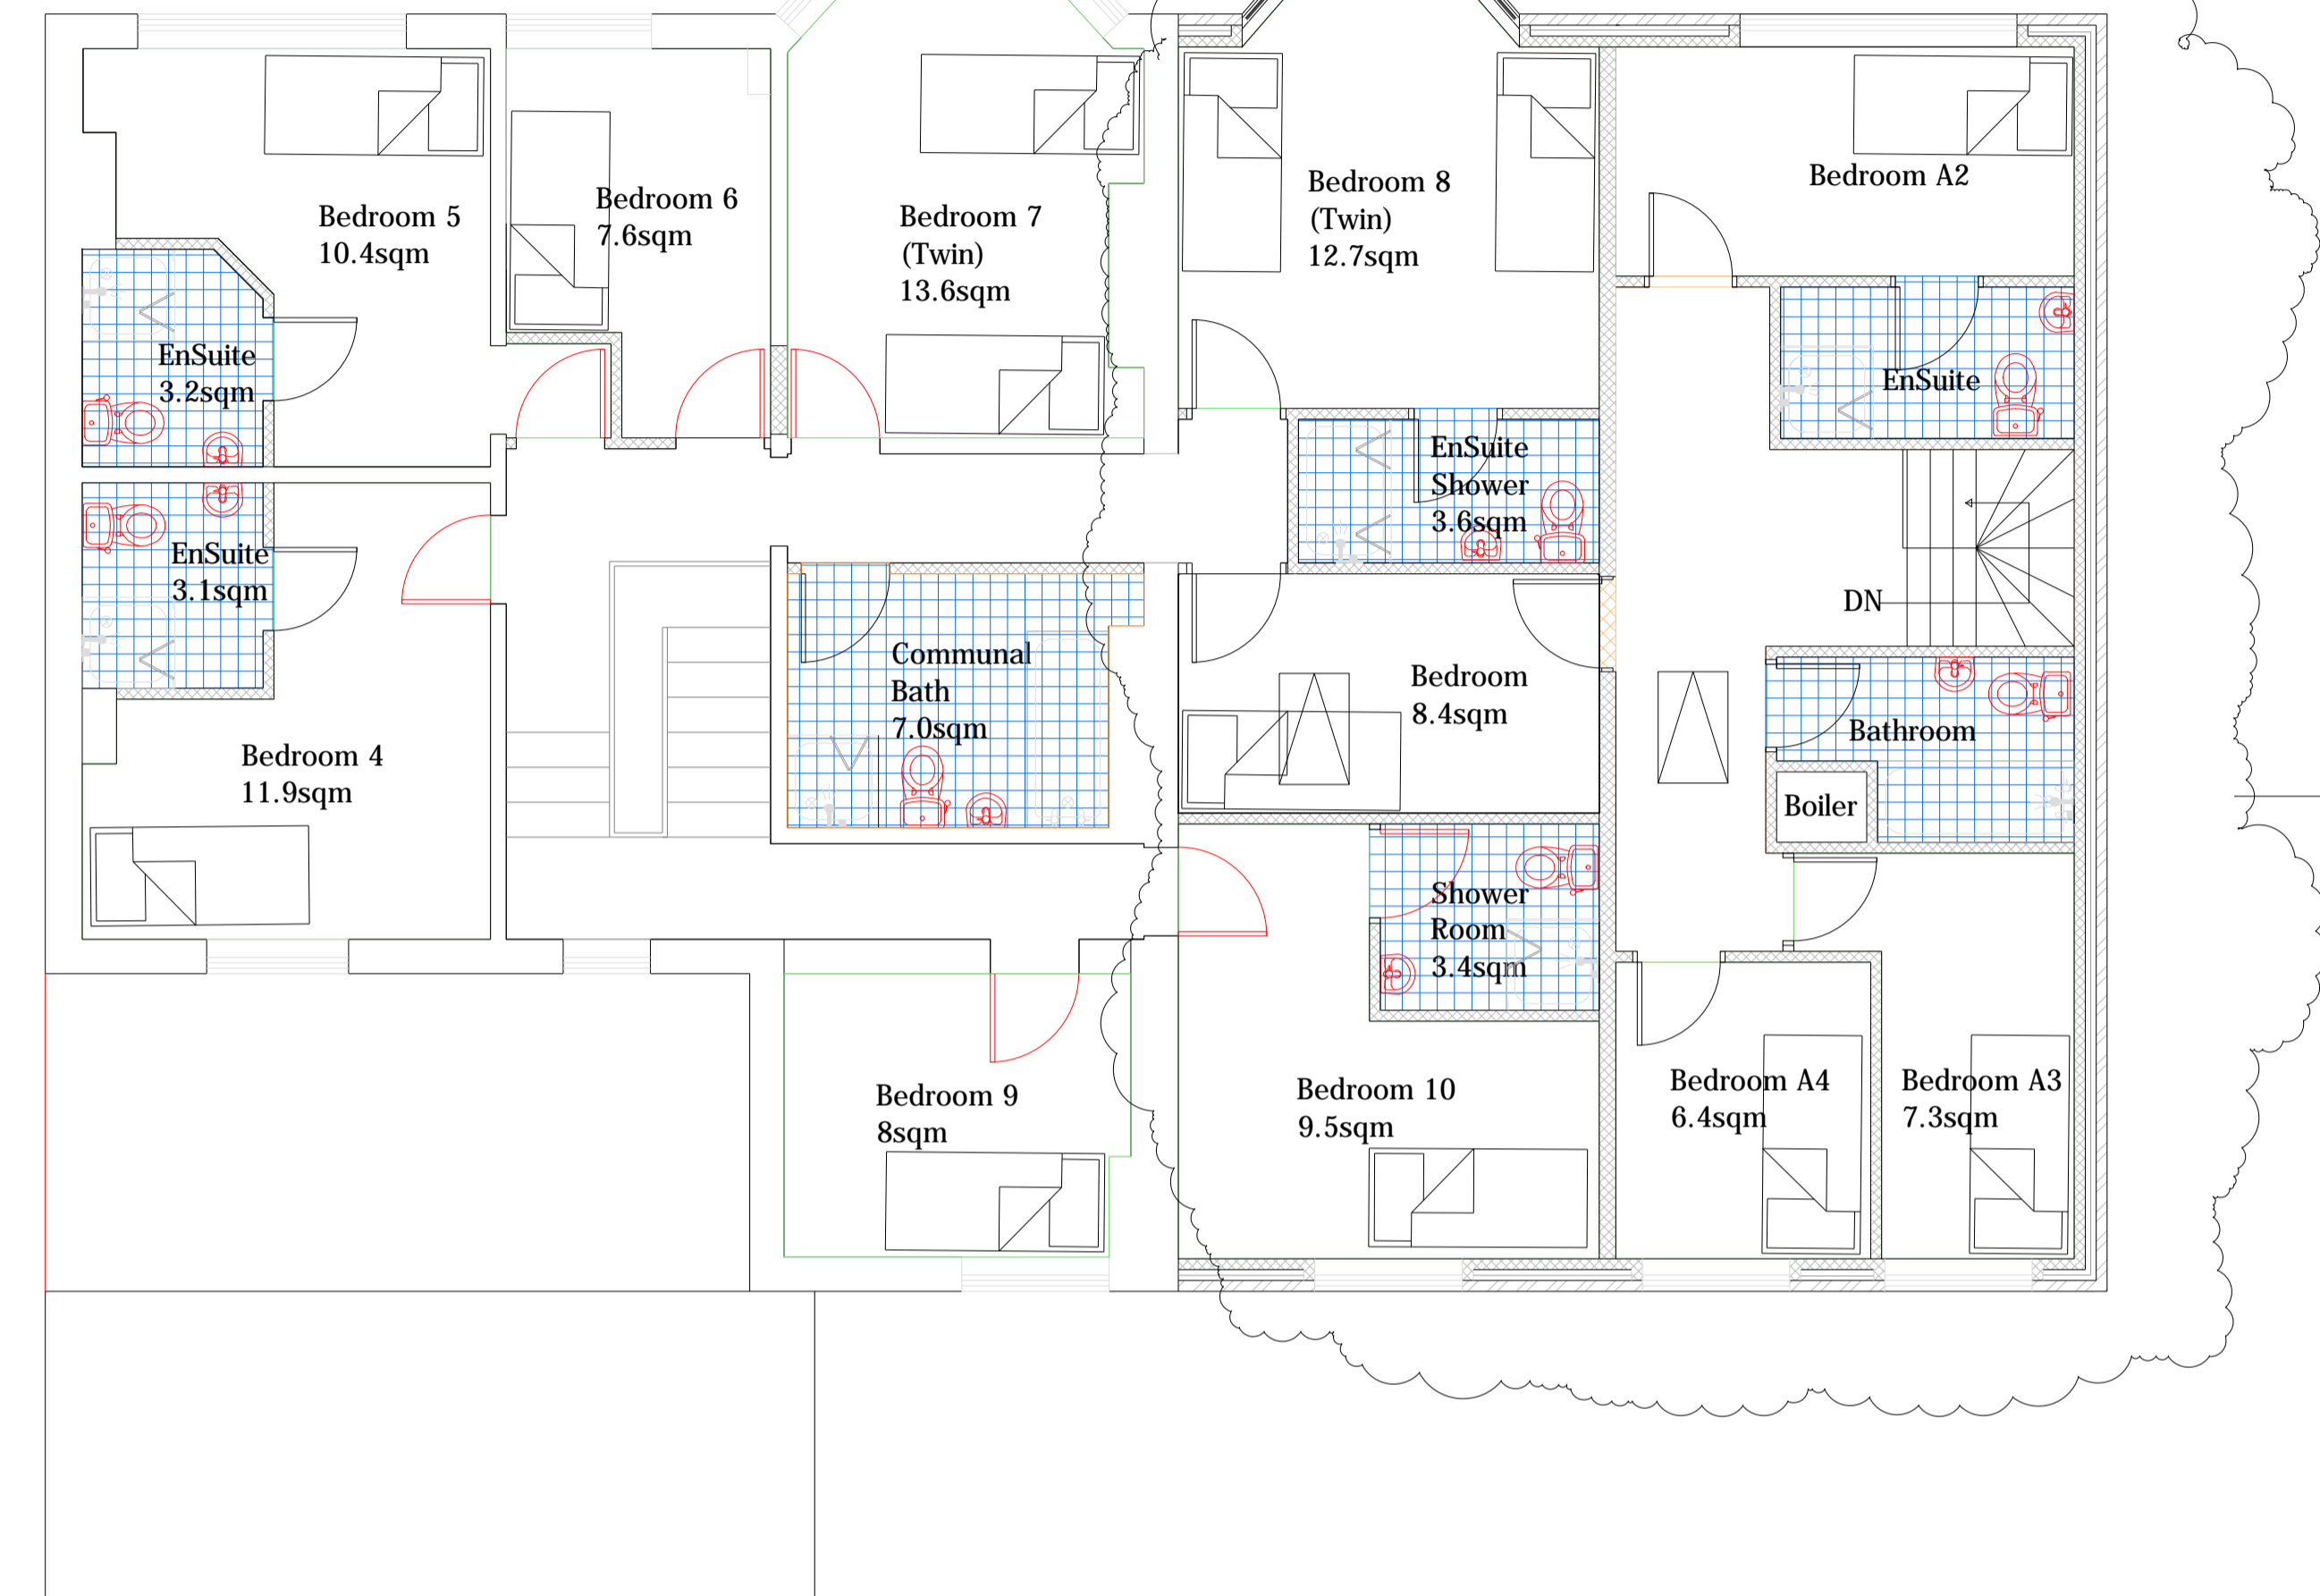 Bedroom 5
10.4sqm
Bedroom 6
7.6sqm
Bedroom 7
(Twin)
13.6sqm
Bedroom 8
(Twin)
12.7sqm
Bedroom A2
EnSuite
3.2sqm
EnSuite
EnSuite
Shower
3.6sqm
EnSuite
3.1sqm
DN
Communal
Bath
7.0sqm
Bedroom
8.4sqm
Bathroom
Boiler
Bedroom 4
11.9sqm
Shower
Room
3.4sqm
Bedroom 9
8sqm
Bedroom 10
9.5sqm
Bedroom A4
6.4sqm
Bedroom A3
7.3sqm